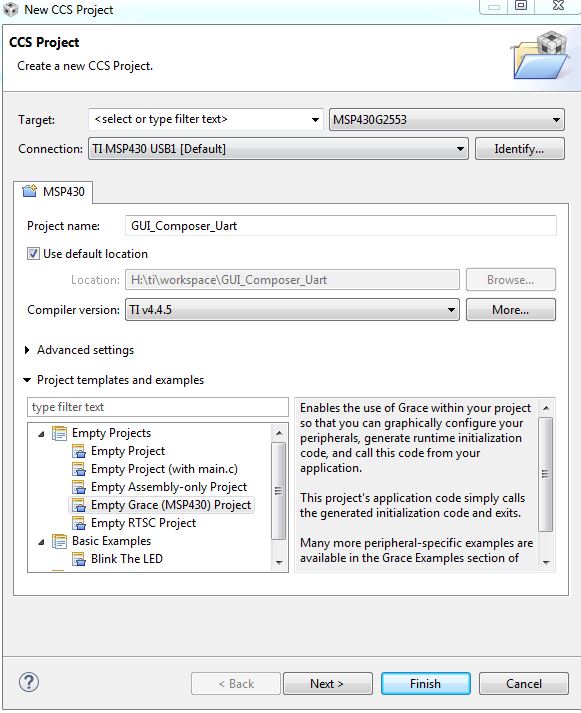 New CCS Project
CCS Project
Create a new CCS Project.
Target: <select or type filter text> MSP430G2553
Connection: TI MSP430 USB1 [Default] Identify...
MSP430
Project name: GUI_Composer_Uart
Use default location
Location: H:\ti\workspace\GUI_Composer_Uart Browse...
Compiler version: TI v4.4.5 More...
Advanced settings
Project templates and examples
type filter text
Empty Projects
Empty Project
Empty Project (with main.c)
Empty Assembly-only Project
Empty Grace (MSP430) Project
Empty RTSC Project
Basic Examples
Blink The LED
Enables the use of Grace within your project
so that you can graphically configure your
peripherals, generate runtime initialization
code, and call this code from your
application.
This project's application code simply calls
the generated initialization code and exits.
Many more peripheral-specific examples are
available in the Grace Examples section of
? < Back Next > Finish Cancel